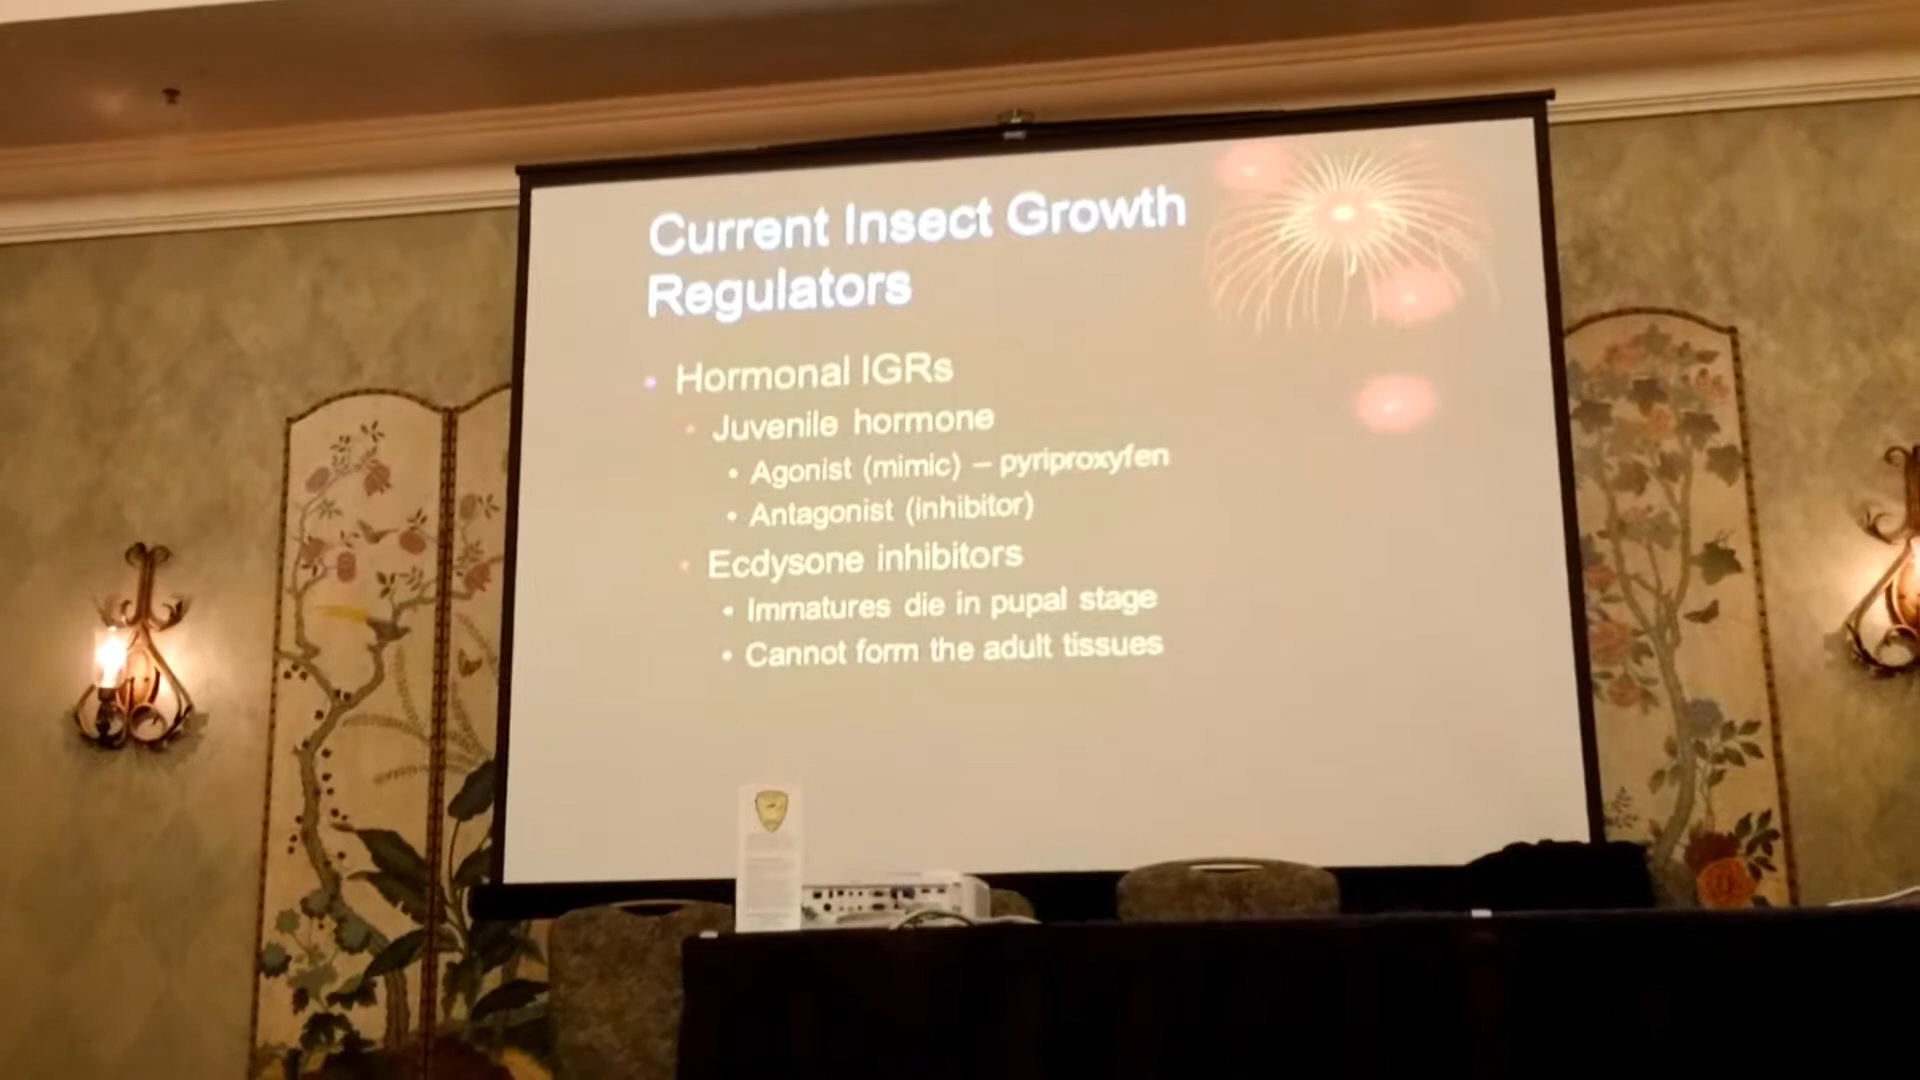 Current Insect Growth
Regulators
• Hormonal IGRs
• Juvenile hormone
• Agonist (mimic) – pyriproxyfen
• Antagonist (inhibitor)
• Ecdysone inhibitors
• Immatures die in pupal stage
• Cannot form the adult tissues